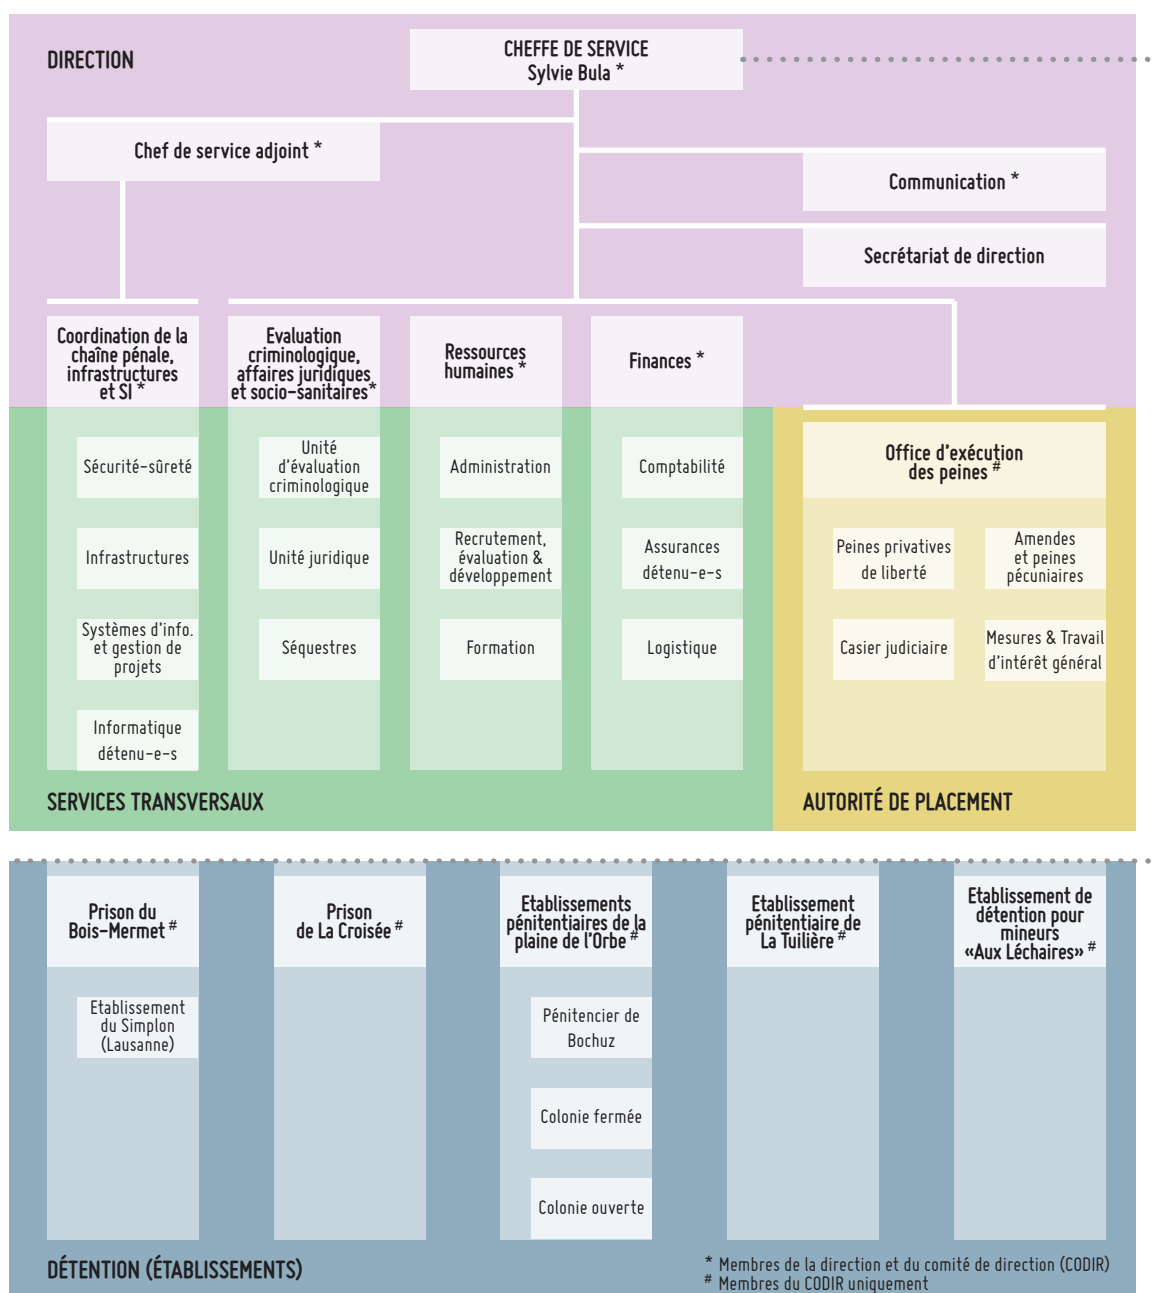 DIRECTION
CHEFFE DE SERVICE
Sylvie Bula *
Chef de service adjoint *
Communication *
Secrétariat de direction
Coordination de la
chaîne pénale,
infrastructures
et SI *
Evaluation
criminologique,
affaires juridiques
et socio-sanitaires*
Ressources
humaines *
Finances *
Sécurité-sûreté
Infrastructures
Systèmes d'info.
et gestion de
projets
Informatique
détenu-e-s
Unité
d'évaluation
criminologique
Unité juridique
Séquestres
Administration
Recrutement,
évaluation &
développement
Formation
Comptabilité
Assurances
détenu-e-s
Logistique
SERVICES TRANSVERSAUX
Office d'exécution
des peines #
Peines privatives
de liberté
Amendes
et peines
pécuniaires
Casier judiciaire
Mesures & Travail
d'intérêt général
AUTORITÉ DE PLACEMENT
Prison du
Bois-Mermet #
Etablissement
du Simplon
(Lausanne)
Prison
de La Croisée #
Etablissements
pénitentiaires de la
plaine de l'Orbe #
Pénitencier de
Bochuz
Colonie fermée
Colonie ouverte
Etablissement
pénitentiaire de
La Tuilière #
Etablissement de
détention pour
mineurs
«Aux Léchaires» #
DÉTENTION (ÉTABLISSEMENTS)
* Membres de la direction et du comité de direction (CODIR)
# Membres du CODIR uniquement